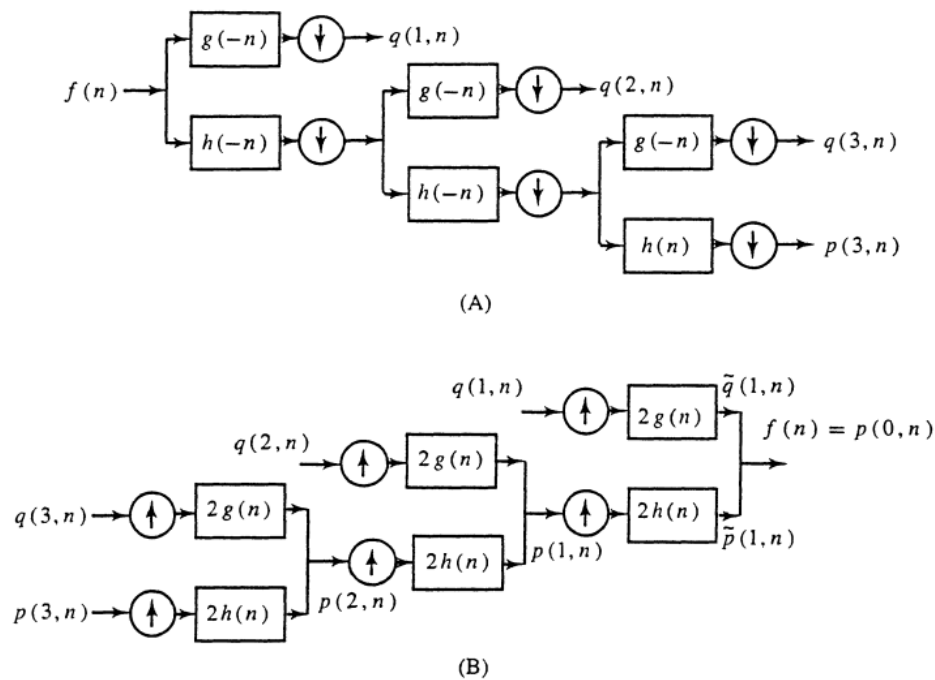 g(−n) q(1, n)
f(n) g(−n) q(2, n)
h(−n) g(−n) q(3, n)
h(−n)
h(n) p(3, n)
(A)
q(1, n) q̃(1, n)
2g(n) f(n) = p(0, n)
q(2, n) 2g(n)
q(3, n) 2g(n) 2h(n)
p(1, n) p̃(1, n)
2h(n)
p(3, n) 2h(n) p(2, n)
(B)